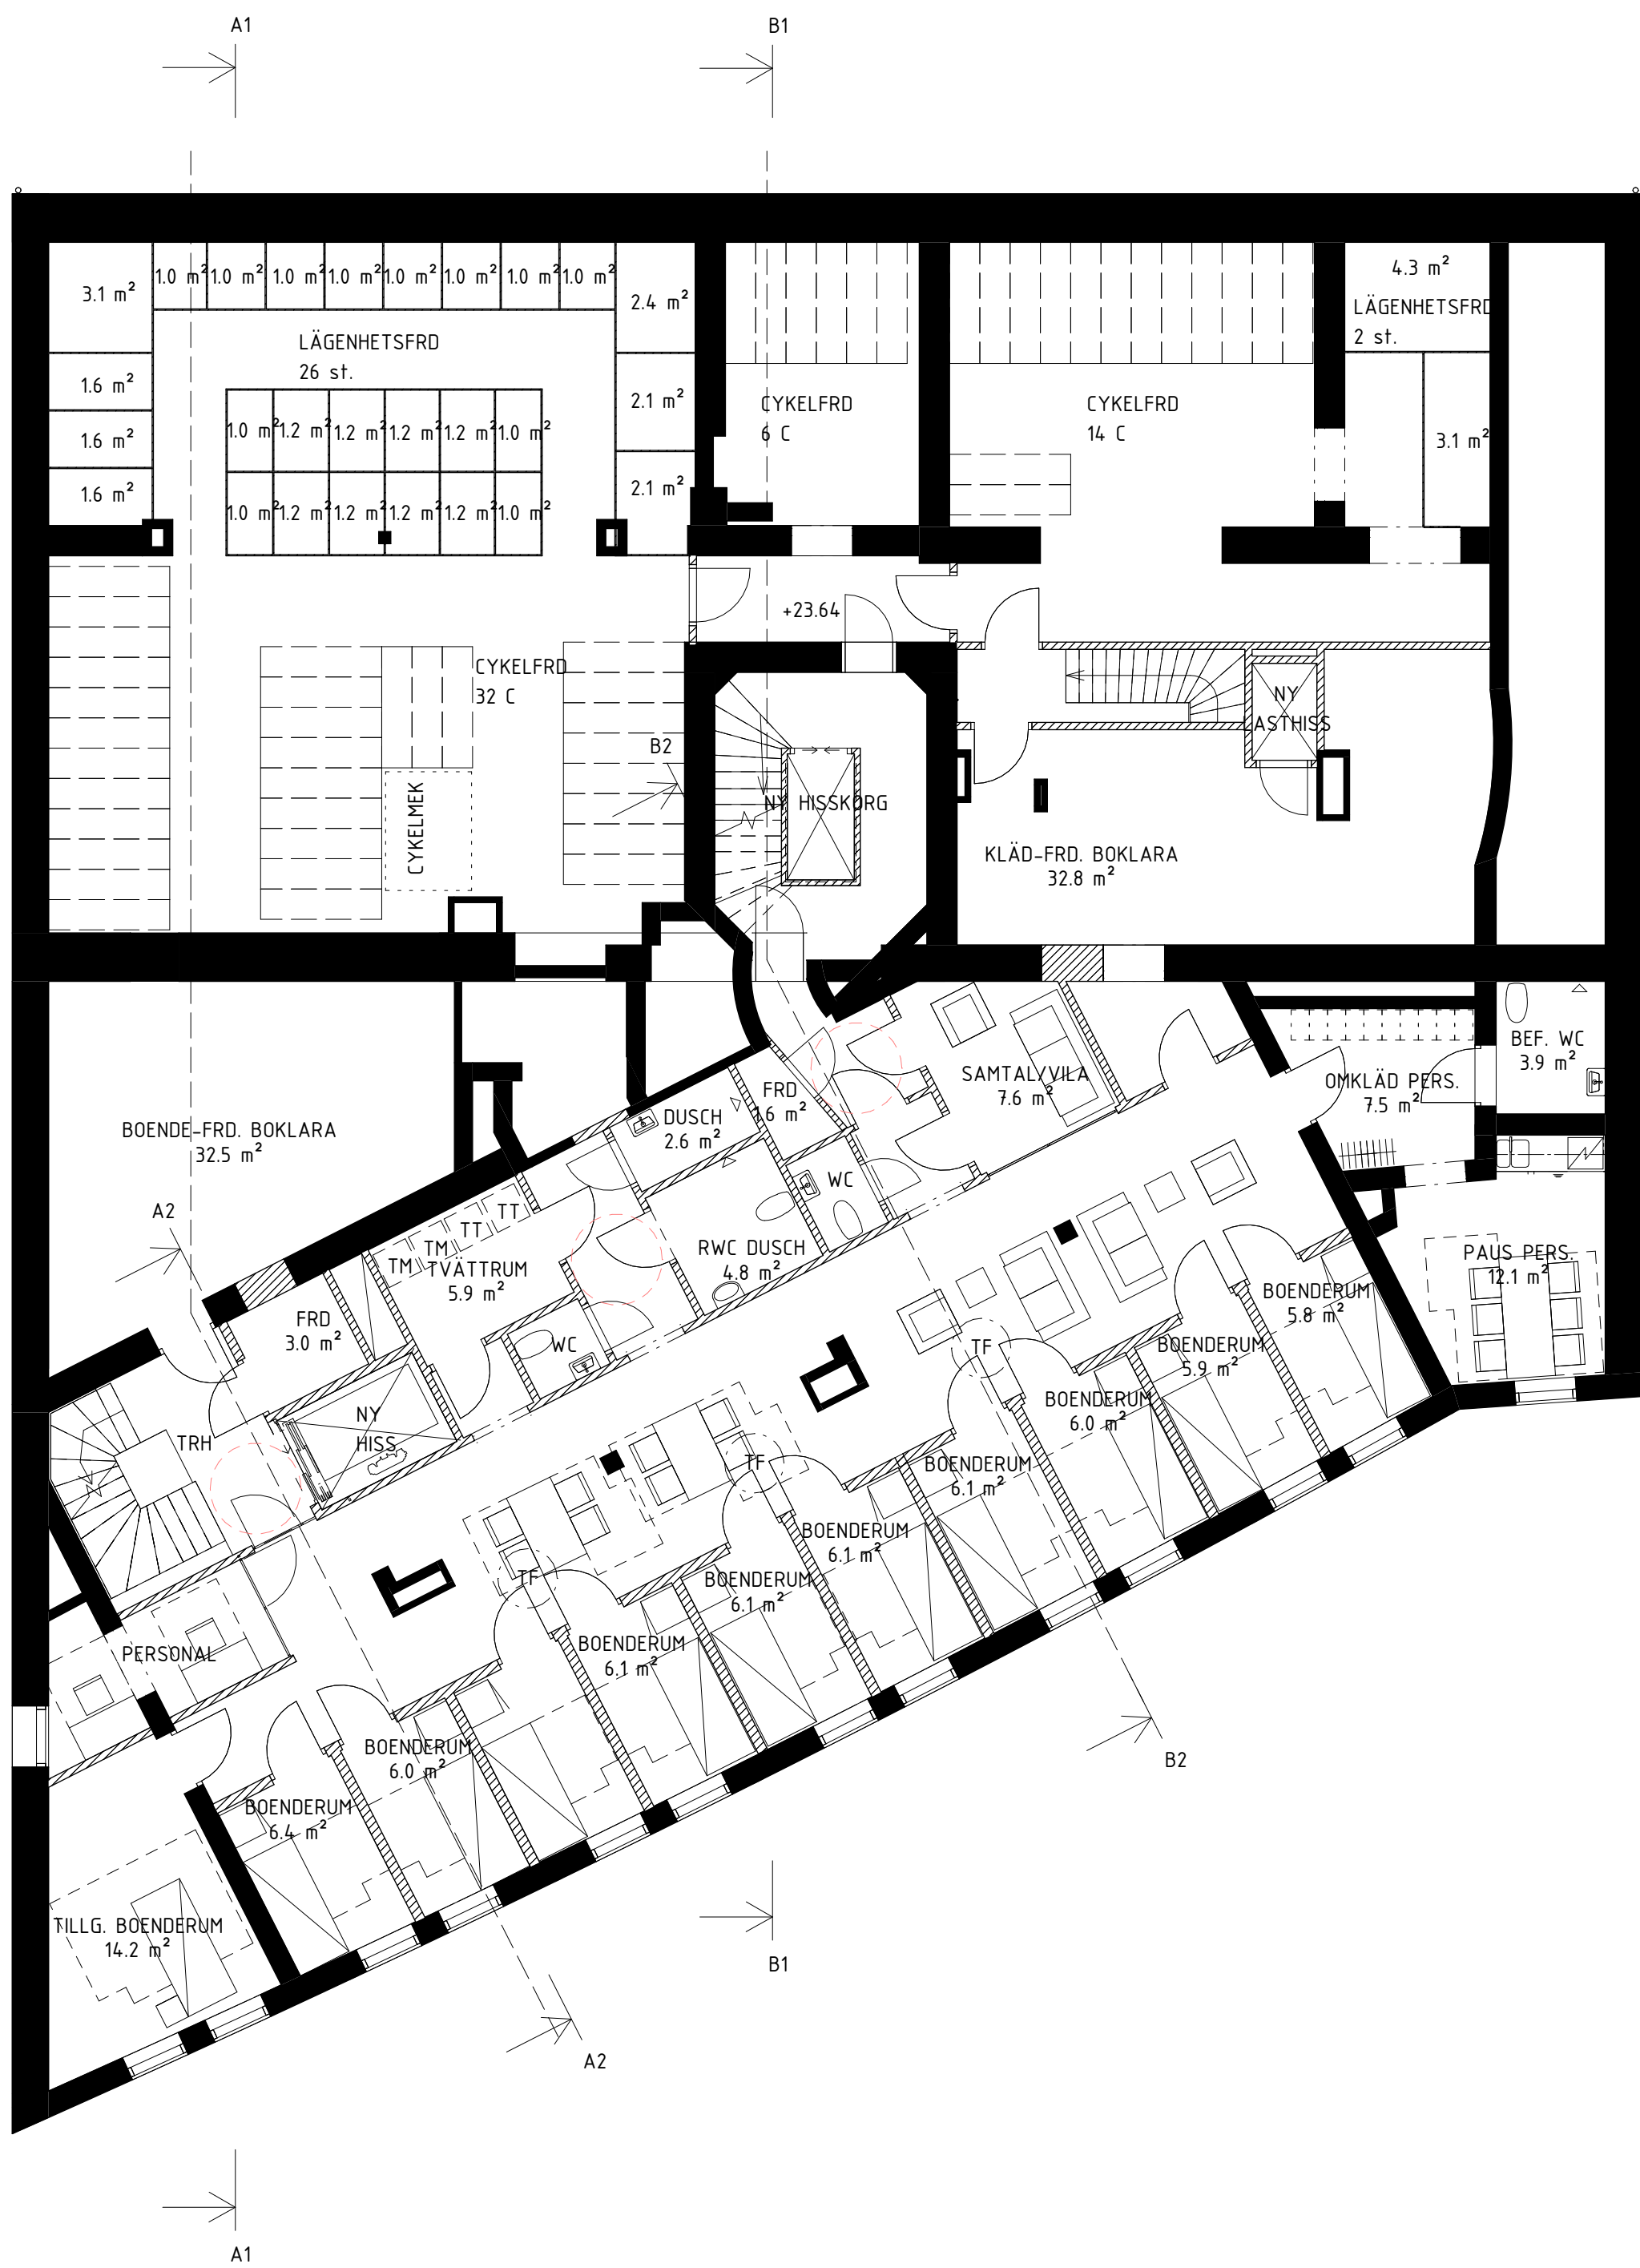 A1
B1
3.1 m²
1.0 m²
1.0 m²
1.0 m²
1.0 m²
1.0 m²
1.0 m²
1.0 m²
1.0 m²
2.4 m²
4.3 m²
LÄGENHETSFRD
2 st.
LÄGENHETSFRD
26 st.
1.6 m²
1.6 m²
1.6 m²
2.1 m²
2.1 m²
1.0 m²
1.2 m²
1.2 m²
1.2 m²
1.2 m²
1.0 m²
1.0 m²
1.2 m²
1.2 m²
1.2 m²
1.2 m²
1.0 m²
CYKELFRD
6 C
CYKELFRD
14 C
3.1 m²
+23.64
CYKELFRD
32 C
CYKELMEK
B2
NY HISSKORG
NY
LASTHISS
KLÄD-FRD. BOKLARA
32.8 m²
BOENDE-FRD. BOKLARA
32.5 m²
DUSCH
2.6 m²
FRD
1.6 m²
SAMTAL/VILA
7.6 m²
OMKLÄD PERS.
7.5 m²
BEF. WC
3.9 m²
WC
A2
TT
TT
TM
TM
TVÄTTRUM
5.9 m²
RWC DUSCH
4.8 m²
PAUS PERS.
12.1 m²
FRD
3.0 m²
WC
BOENDERUM
5.8 m²
TF
BOENDERUM
5.9 m²
BOENDERUM
6.0 m²
NY
HISS
TRH
TF
BOENDERUM
6.1 m²
BOENDERUM
6.1 m²
TF
BOENDERUM
6.1 m²
BOENDERUM
6.1 m²
PERSONAL
BOENDERUM
6.0 m²
B2
BOENDERUM
6.4 m²
TILLG. BOENDERUM
14.2 m²
B1
A2
A1